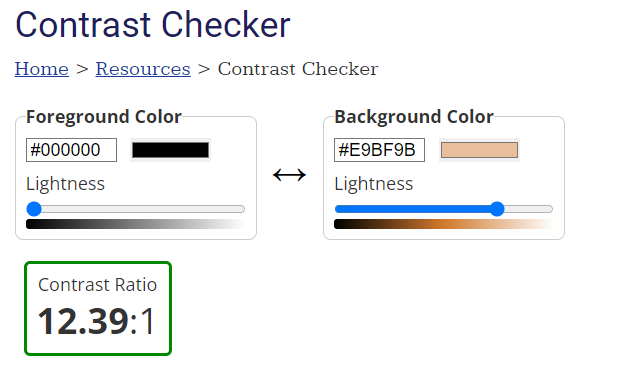 Contrast Checker
Home > Resources > Contrast Checker
Foreground Color
#000000
Lightness
Background Color
#E9BF9B
Lightness
Contrast Ratio
12.39:1